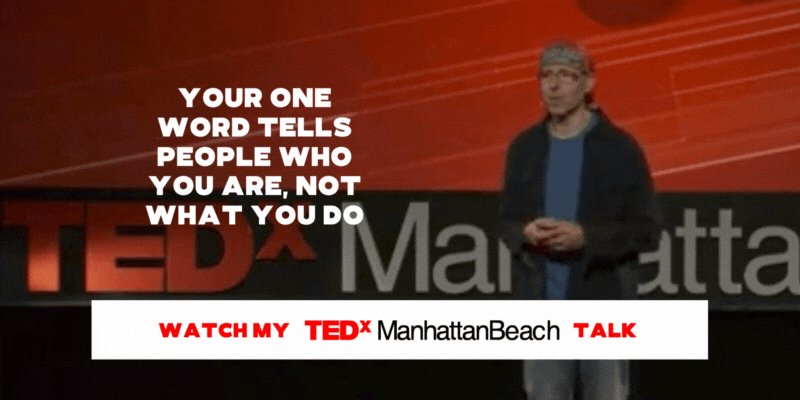 YOUR ONE
WORD TELLS
PEOPLE WHO
YOU ARE, NOT
WHAT YOU DO
TEDx Manhatta
WATCH MY TEDx ManhattanBeach TALK